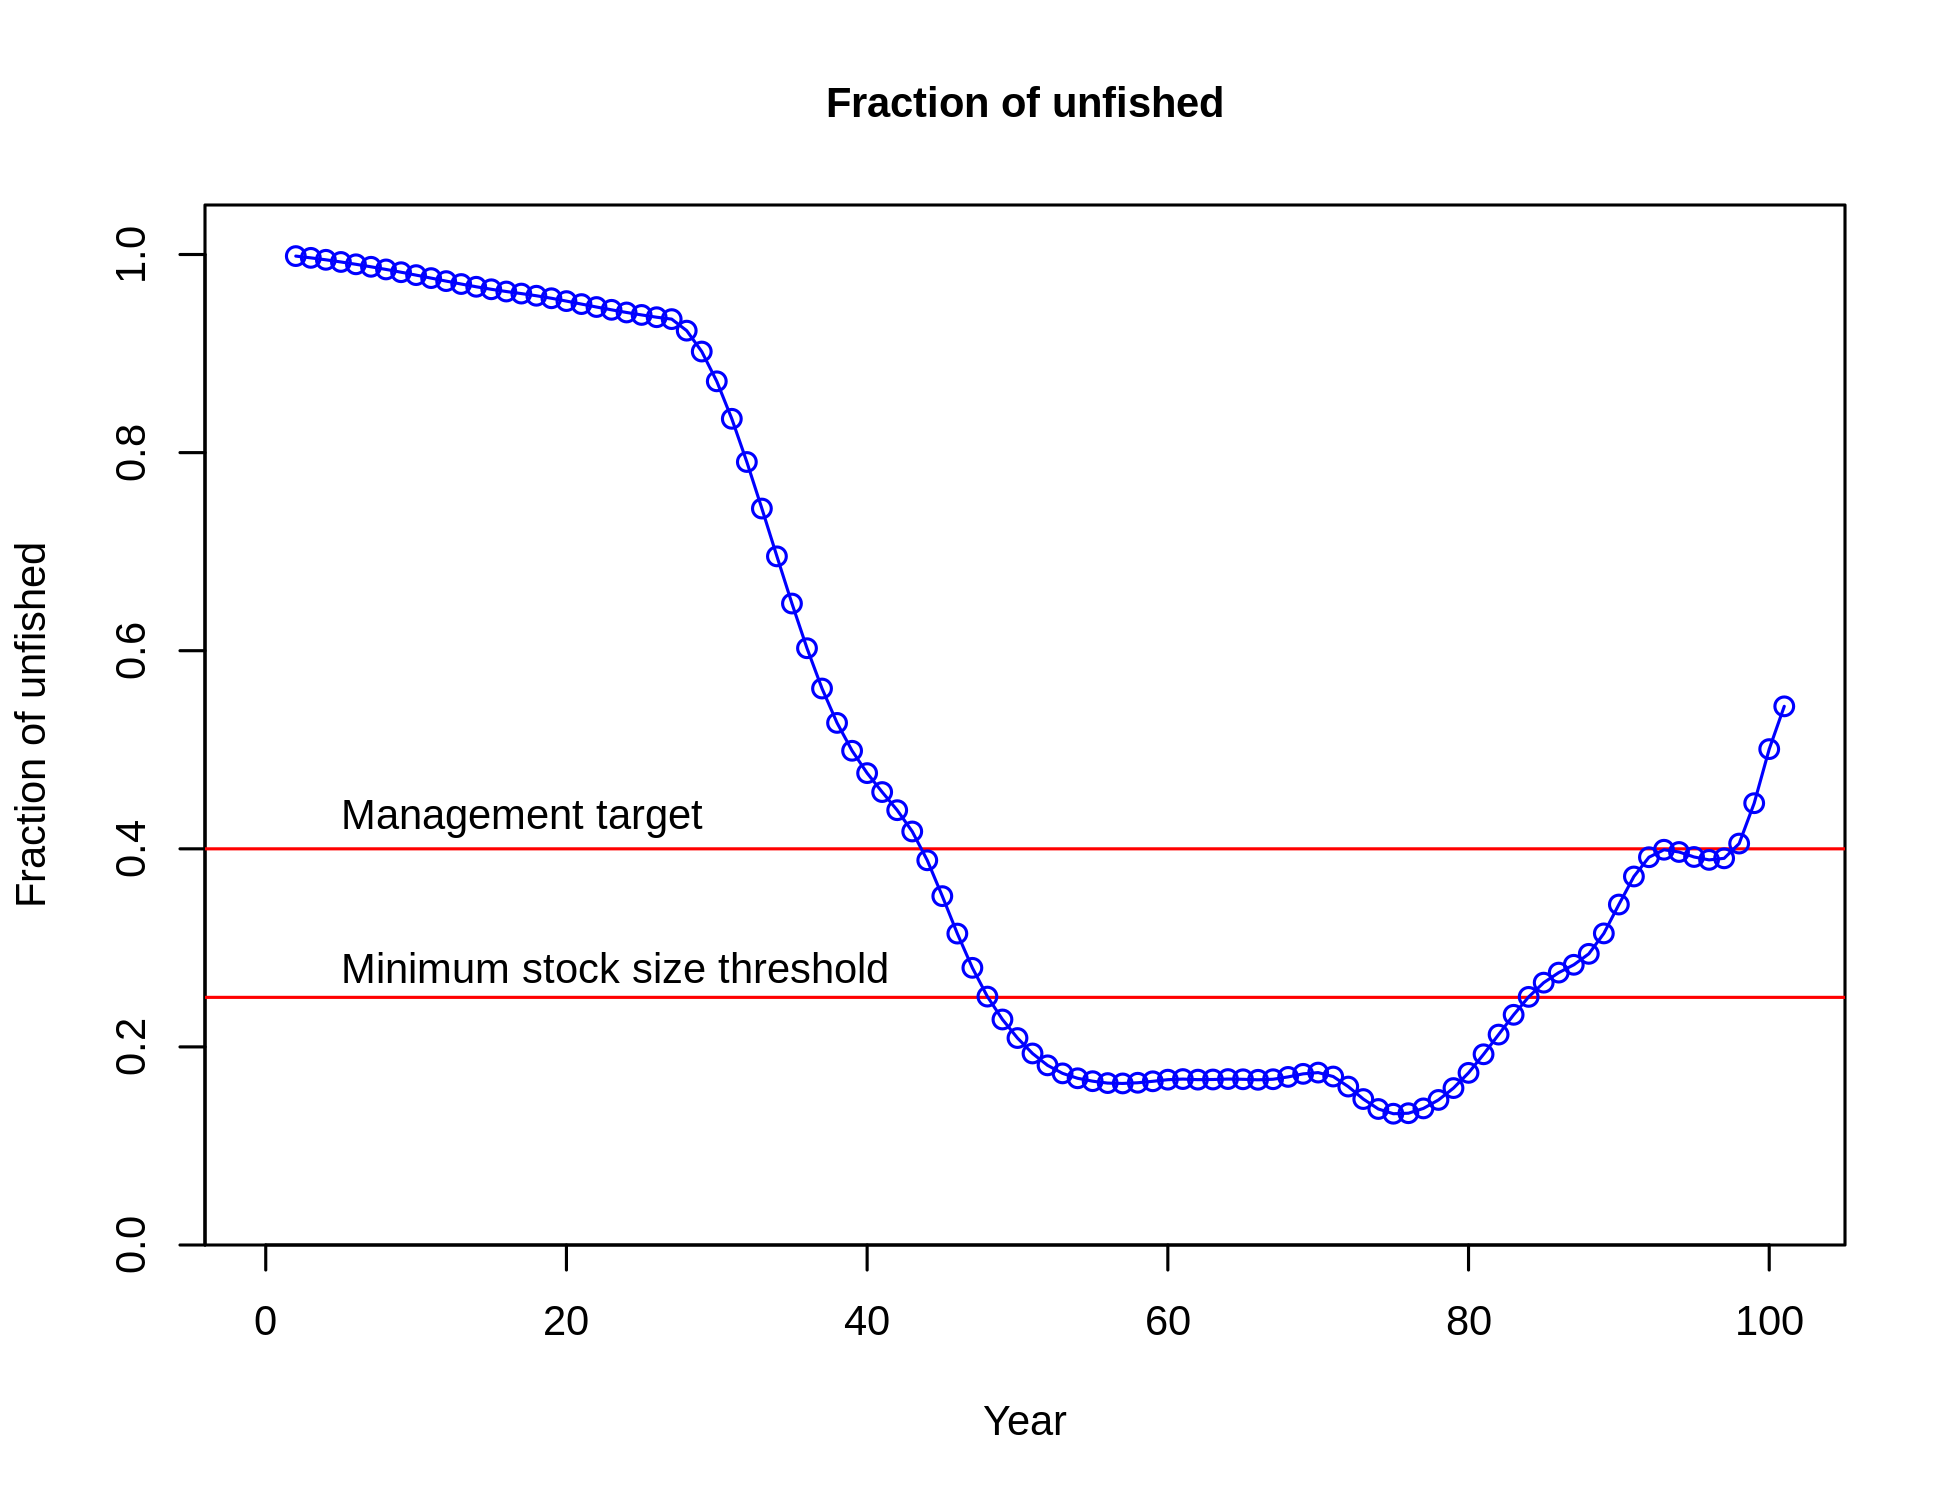 Fraction of unfished
Fraction of unfished
1.0
0.8
0.6
0.4
0.2
0.0
Management target
Minimum stock size threshold
0 20 40 60 80 100
Year